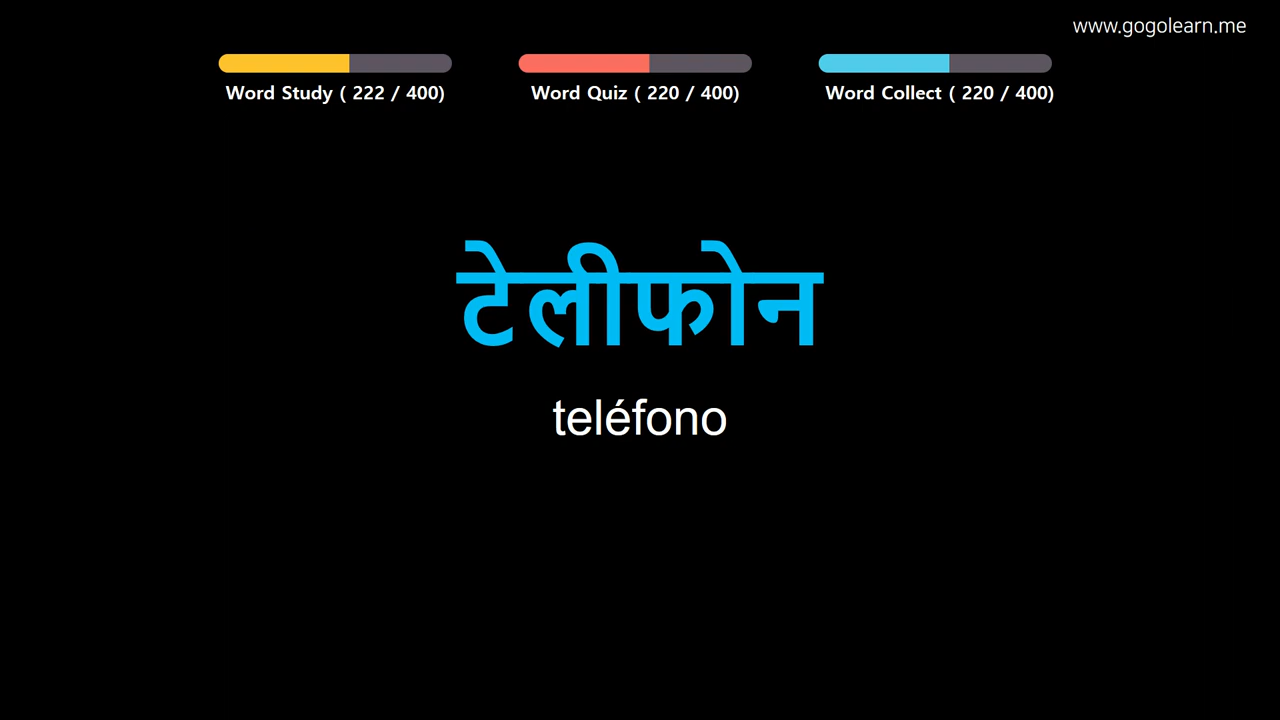 www.gogolearn.me
Word Study ( 222 / 400)
Word Quiz ( 220 / 400)
Word Collect ( 220 / 400)
टेलीफोन
teléfono